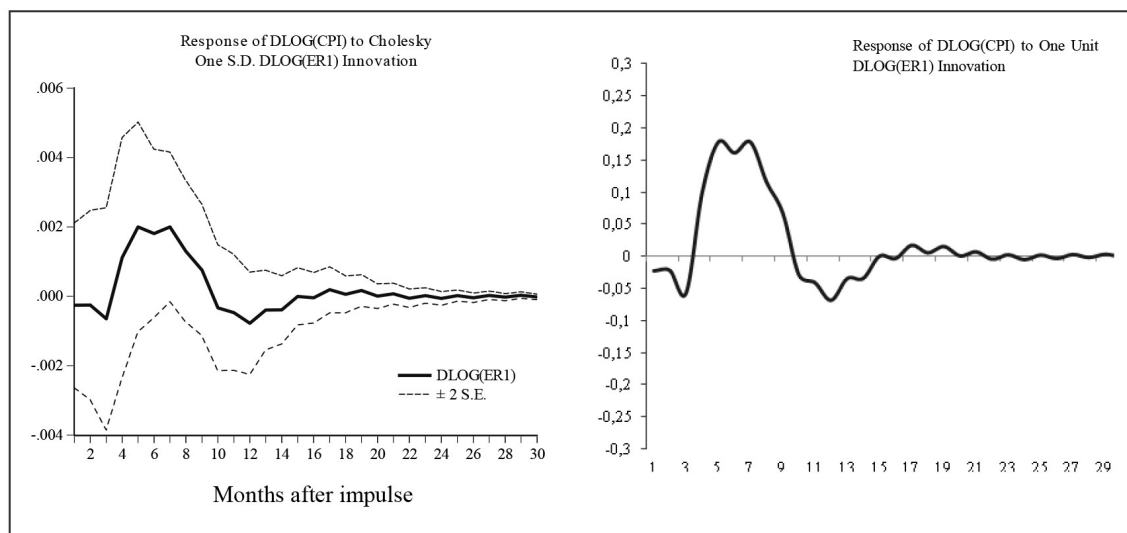 Response of DLOG(CPI) to Cholesky
One S.D. DLOG(ER1) Innovation
.006
.004
.002
.000
-.002
-.004
DLOG(ER1)
± 2 S.E.
2 4 6 8 10 12 14 16 18 20 22 24 26 28 30
Months after impulse
Response of DLOG(CPI) to One Unit
DLOG(ER1) Innovation
0,3
0,25
0,2
0,15
0,1
0,05
0
-0,05
-0,1
-0,15
-0,2
-0,25
-0,3
1 3 5 7 9 11 13 15 17 19 21 23 25 27 29